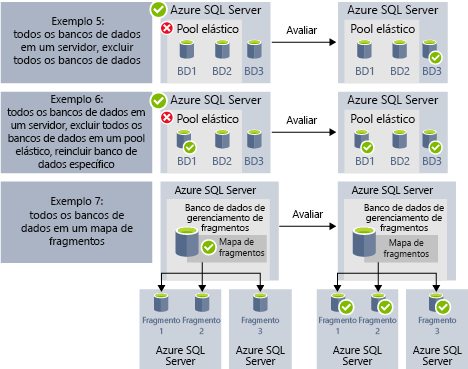 Exemplo 5:
todos os bancos de dados
em um servidor, excluir
todos os bancos de dados
Azure SQL Server
Pool elástico
BD1
BD2
BD3
Avaliar
Azure SQL Server
Pool elástico
BD1
BD2
BD3
Exemplo 6:
todos os bancos de dados em
um servidor, excluir todos os
bancos de dados em um pool
elástico, reincluir banco de
dados específico
Azure SQL Server
Pool elástico
BD1
BD2
BD3
Avaliar
Azure SQL Server
Pool elástico
BD1
BD2
BD3
Exemplo 7:
todos os bancos de
dados em um mapa de
fragmentos
Azure SQL Server
Banco de dados de
gerenciamento de
fragmentos
Mapa de
fragmentos
Avaliar
Azure SQL Server
Banco de dados de
gerenciamento de
fragmentos
Mapa de
fragmentos
Fragmento
1
Fragmento
2
Fragmento
3
Azure SQL
Server
Azure SQL
Server
Fragmento
1
Fragmento
2
Fragmento
3
Azure SQL
Server
Azure SQL
Server